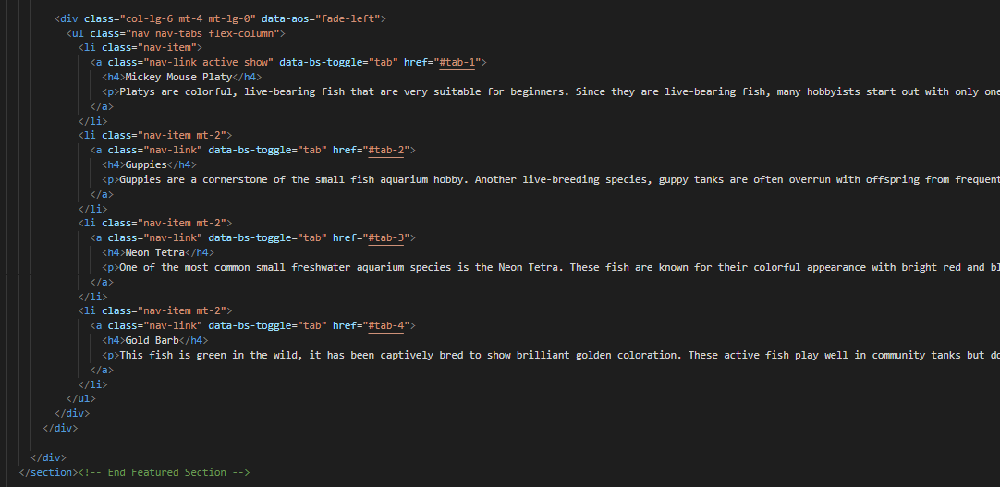 <div class="col-lg-6 mt-4 mt-lg-0" data-aos="fade-left">
<ul class="nav nav-tabs flex-column">
<li class="nav-item">
<a class="nav-link active show" data-bs-toggle="tab" href="#tab-1">
<h4>Mickey Mouse Platy</h4>
<p>Platys are colorful, live-bearing fish that are very suitable for beginners. Since they are live-bearing fish, many hobbyists start out with only one
</a>
</li>
<li class="nav-item mt-2">
<a class="nav-link" data-bs-toggle="tab" href="#tab-2">
<h4>Guppies</h4>
<p>Guppies are a cornerstone of the small fish aquarium hobby. Another live-breeding species, guppy tanks are often overrun with offspring from frequent
</a>
</li>
<li class="nav-item mt-2">
<a class="nav-link" data-bs-toggle="tab" href="#tab-3">
<h4>Neon Tetra</h4>
<p>One of the most common small freshwater aquarium species is the Neon Tetra. These fish are known for their colorful appearance with bright red and bl
</a>
</li>
<li class="nav-item mt-2">
<a class="nav-link" data-bs-toggle="tab" href="#tab-4">
<h4>Gold Barb</h4>
<p>This fish is green in the wild, it has been captively bred to show brilliant golden coloration. These active fish play well in community tanks but do
</a>
</li>
</ul>
</div>
</div>
</div>
</section><!-- End Featured Section -->